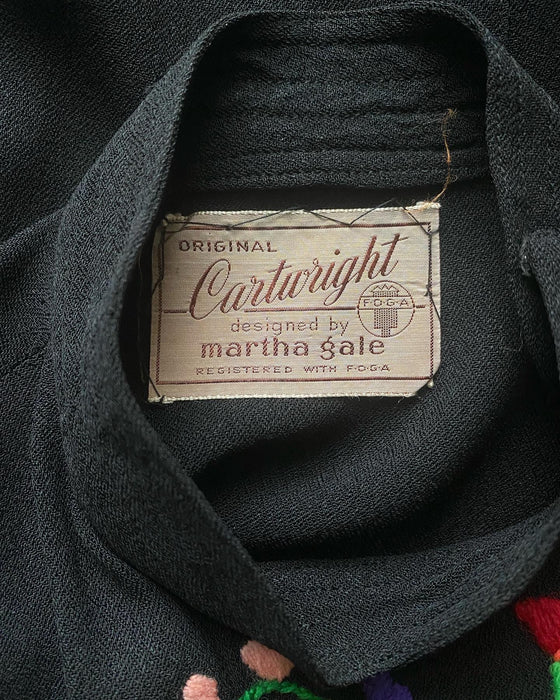 ORIGINAL
Cartwright
F·O·G·A
designed by
martha gale
REGISTERED WITH F·O·G·A